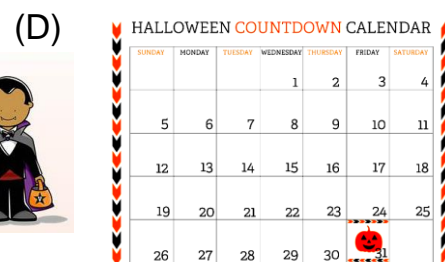 (D)
HALLOWEEN COUNTDOWN CALENDAR
SUNDAY MONDAY TUESDAY WEDNESDAY THURSDAY FRIDAY SATURDAY
1 2 3 4
5 6 7 8 9 10 11
12 13 14 15 16 17 18
19 20 21 22 23 24 25
26 27 28 29 30 31